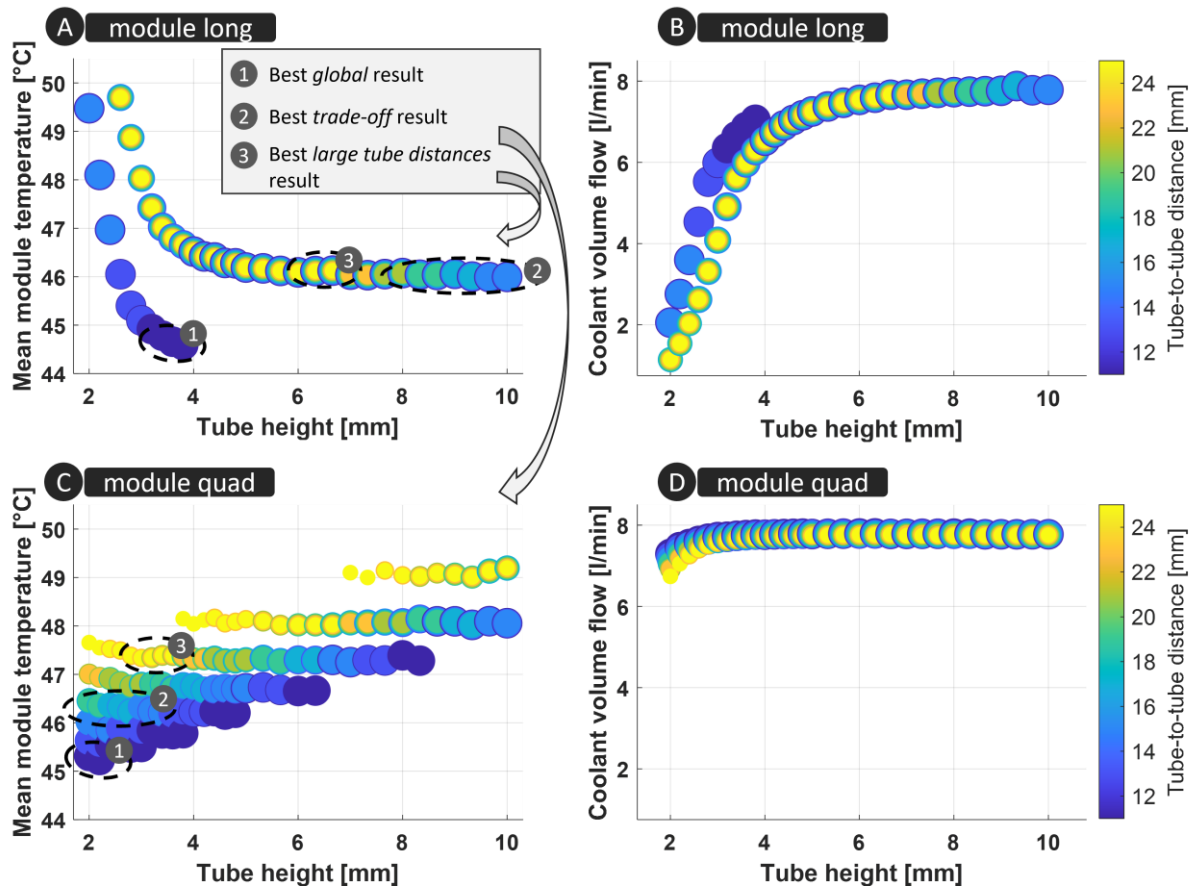 A module long
Mean module temperature [°C]
50
49
48
47
46
45
44
2 4 6 8 10
Tube height [mm]
1 Best global result
2 Best trade-off result
3 Best large tube distances
result
3
2
1
B module long
Coolant volume flow [l/min]
8
6
4
2
2 4 6 8 10
Tube height [mm]
24
22
20
18
16
14
12
Tube-to-tube distance [mm]
C module quad
Mean module temperature [°C]
50
49
48
47
46
45
44
2 4 6 8 10
Tube height [mm]
3
2
1
D module quad
Coolant volume flow [l/min]
8
6
4
2
2 4 6 8 10
Tube height [mm]
24
22
20
18
16
14
12
Tube-to-tube distance [mm]